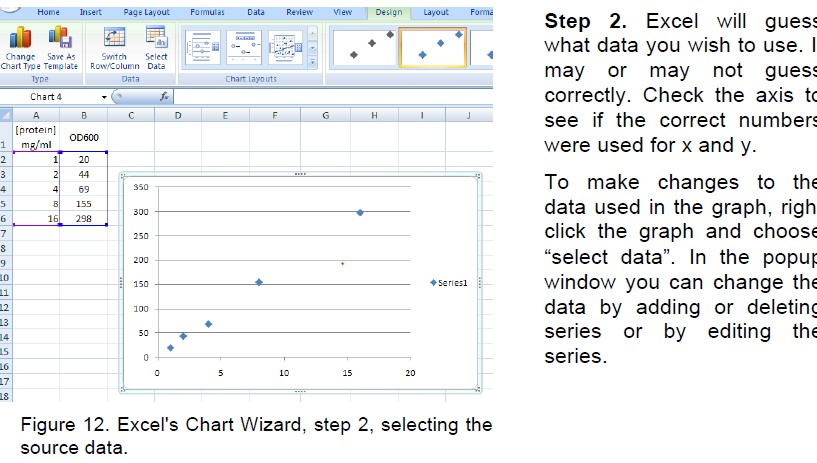 Home Insert Page Layout Formulas Data Review View Design Layout Forma
Change Chart Type
Save As Template
Switch Row/Column
Select Data
Type Data Chart Layouts
Chart 4 fx
A B C D E F G H I J
1 [protein] mg/ml OD600
2 1 20
3 2 44
4 4 69
5 8 155
6 16 298
7
8
9
10
11
12
13
14
15
16
17
18
350
300
250
200
150
100
50
0
0 5 10 15 20
Series1
Figure 12. Excel's Chart Wizard, step 2, selecting the
source data.
Step 2. Excel will guess
what data you wish to use. I
may or may not guess
correctly. Check the axis to
see if the correct numbers
were used for x and y.
To make changes to the
data used in the graph, righ
click the graph and choose
“select data”. In the popup
window you can change the
data by adding or deleting
series or by editing the
series.